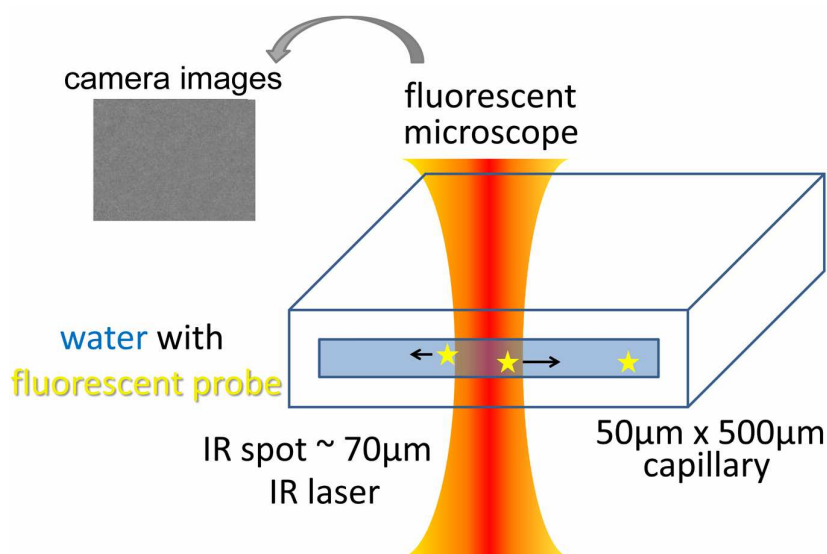 camera images
fluorescent
microscope
water with
fluorescent probe
IR spot ~ 70µm
IR laser
50µm x 500µm
capillary